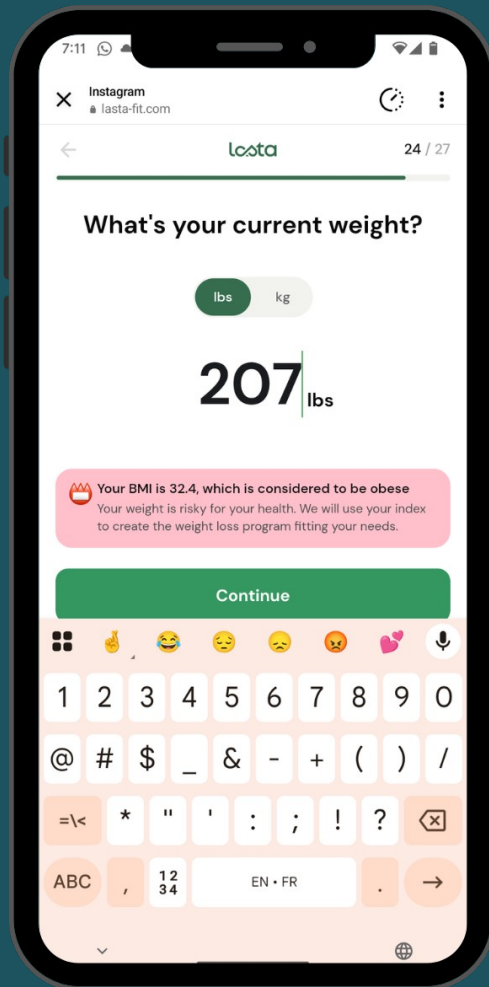 7:11
Instagram
lasta-fit.com
lasta
24 / 27
What's your current weight?
lbs kg
207 lbs
Your BMI is 32.4, which is considered to be obese
Your weight is risky for your health. We will use your index
to create the weight loss program fitting your needs.
Continue
1 2 3 4 5 6 7 8 9 0
@ # $ _ & - + ( ) /
=\< * " ' : ; ! ?
ABC , 12 EN • FR .
34